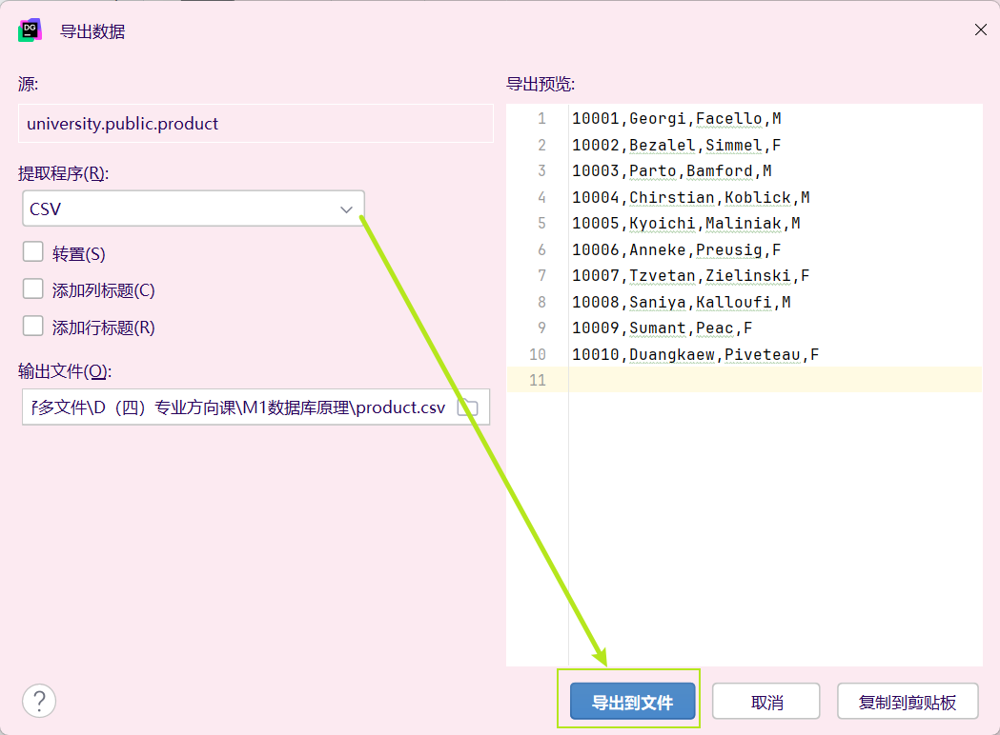 DG
导出数据
源:
university.public.product
提取程序(R):
CSV
转置(S)
添加列标题(C)
添加行标题(R)
输出文件(O):
多文件\D（四）专业方向课\M1数据库原理\product.csv
导出预览:
1 10001,Georgi,Facello,M
2 10002,Bezalel,Simmel,F
3 10003,Parto,Bamford,M
4 10004,Chirstian,Koblick,M
5 10005,Kyoichi,Maliniak,M
6 10006,Anneke,Preusig,F
7 10007,Tzvetan,Zielinski,F
8 10008,Saniya,Kalloufi,M
9 10009,Sumant,Peac,F
10 10010,Duangkaew,Piveteau,F
11
?
导出到文件
取消
复制到剪贴板